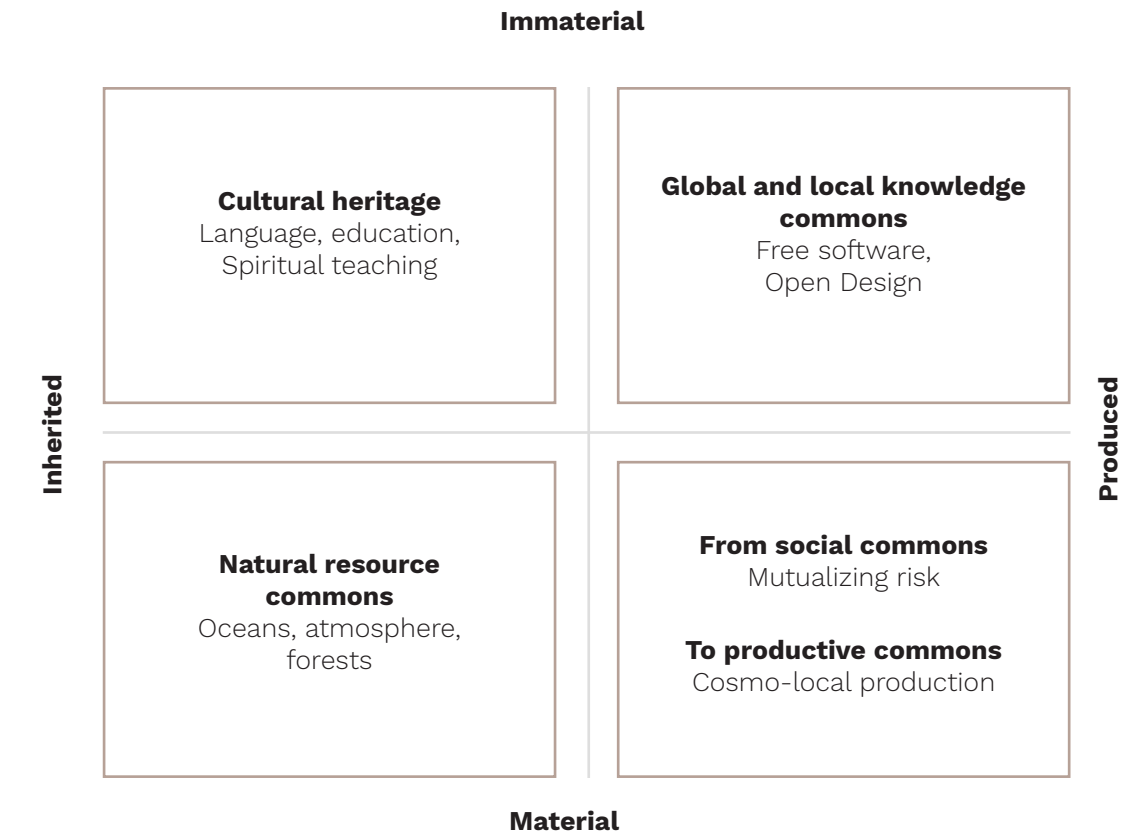 Immaterial
Cultural heritage
Language, education,
Spiritual teaching
Global and local knowledge
commons
Free software,
Open Design
Inherited
Produced
Natural resource
commons
Oceans, atmosphere,
forests
From social commons
Mutualizing risk
To productive commons
Cosmo-local production
Material